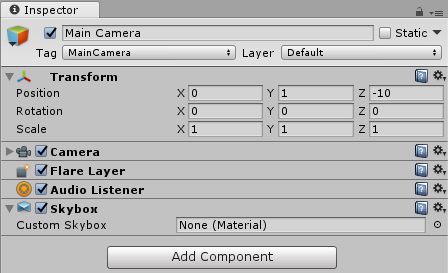 Inspector
Main Camera Static
Tag MainCamera Layer Default
Transform
Position X 0 Y 1 Z -10
Rotation X 0 Y 0 Z 0
Scale X 1 Y 1 Z 1
Camera
Flare Layer
Audio Listener
Skybox
Custom Skybox None (Material)
Add Component